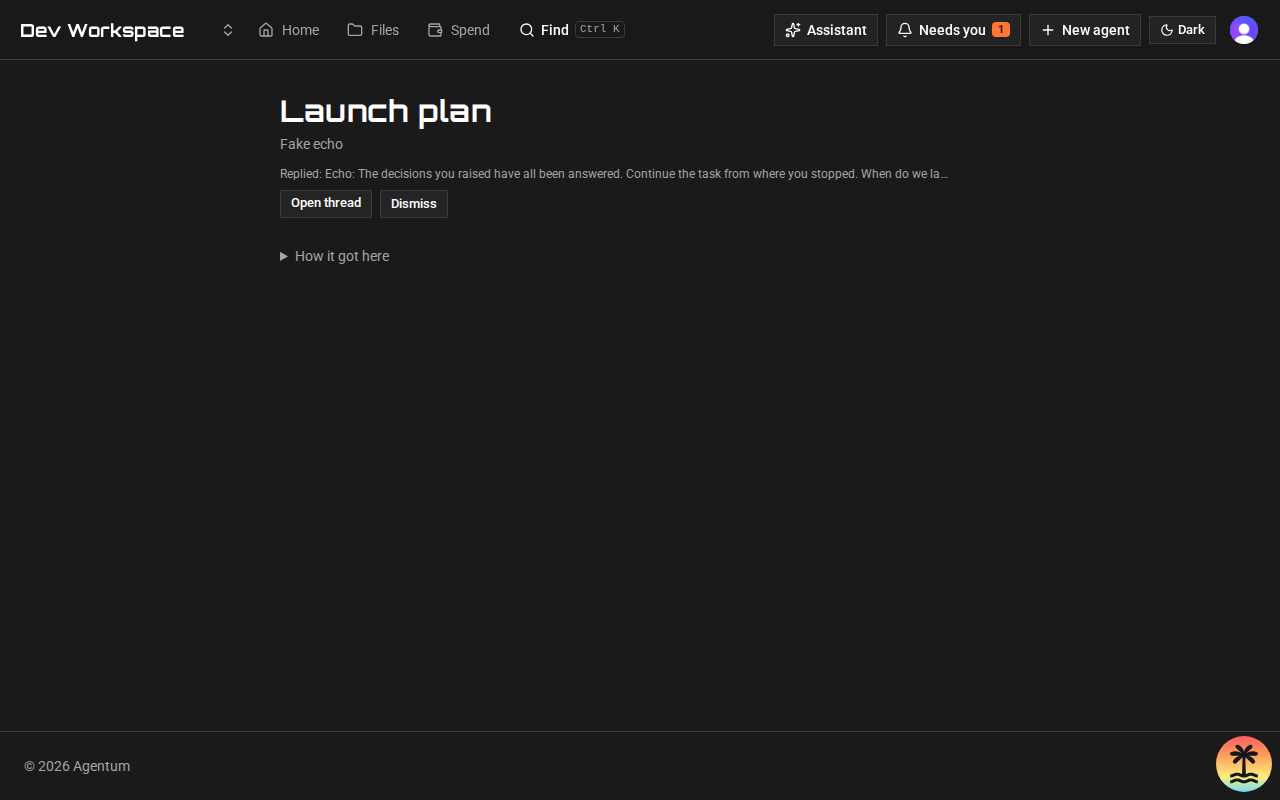 Dev Workspace
Home
Files
Spend
Find
Ctrl K
Assistant
Needs you 1
New agent
Dark
Launch plan
Fake echo
Replied: Echo: The decisions you raised have all been answered. Continue the task from where you stopped. When do we la…
Open thread
Dismiss
How it got here
© 2026 Agentum